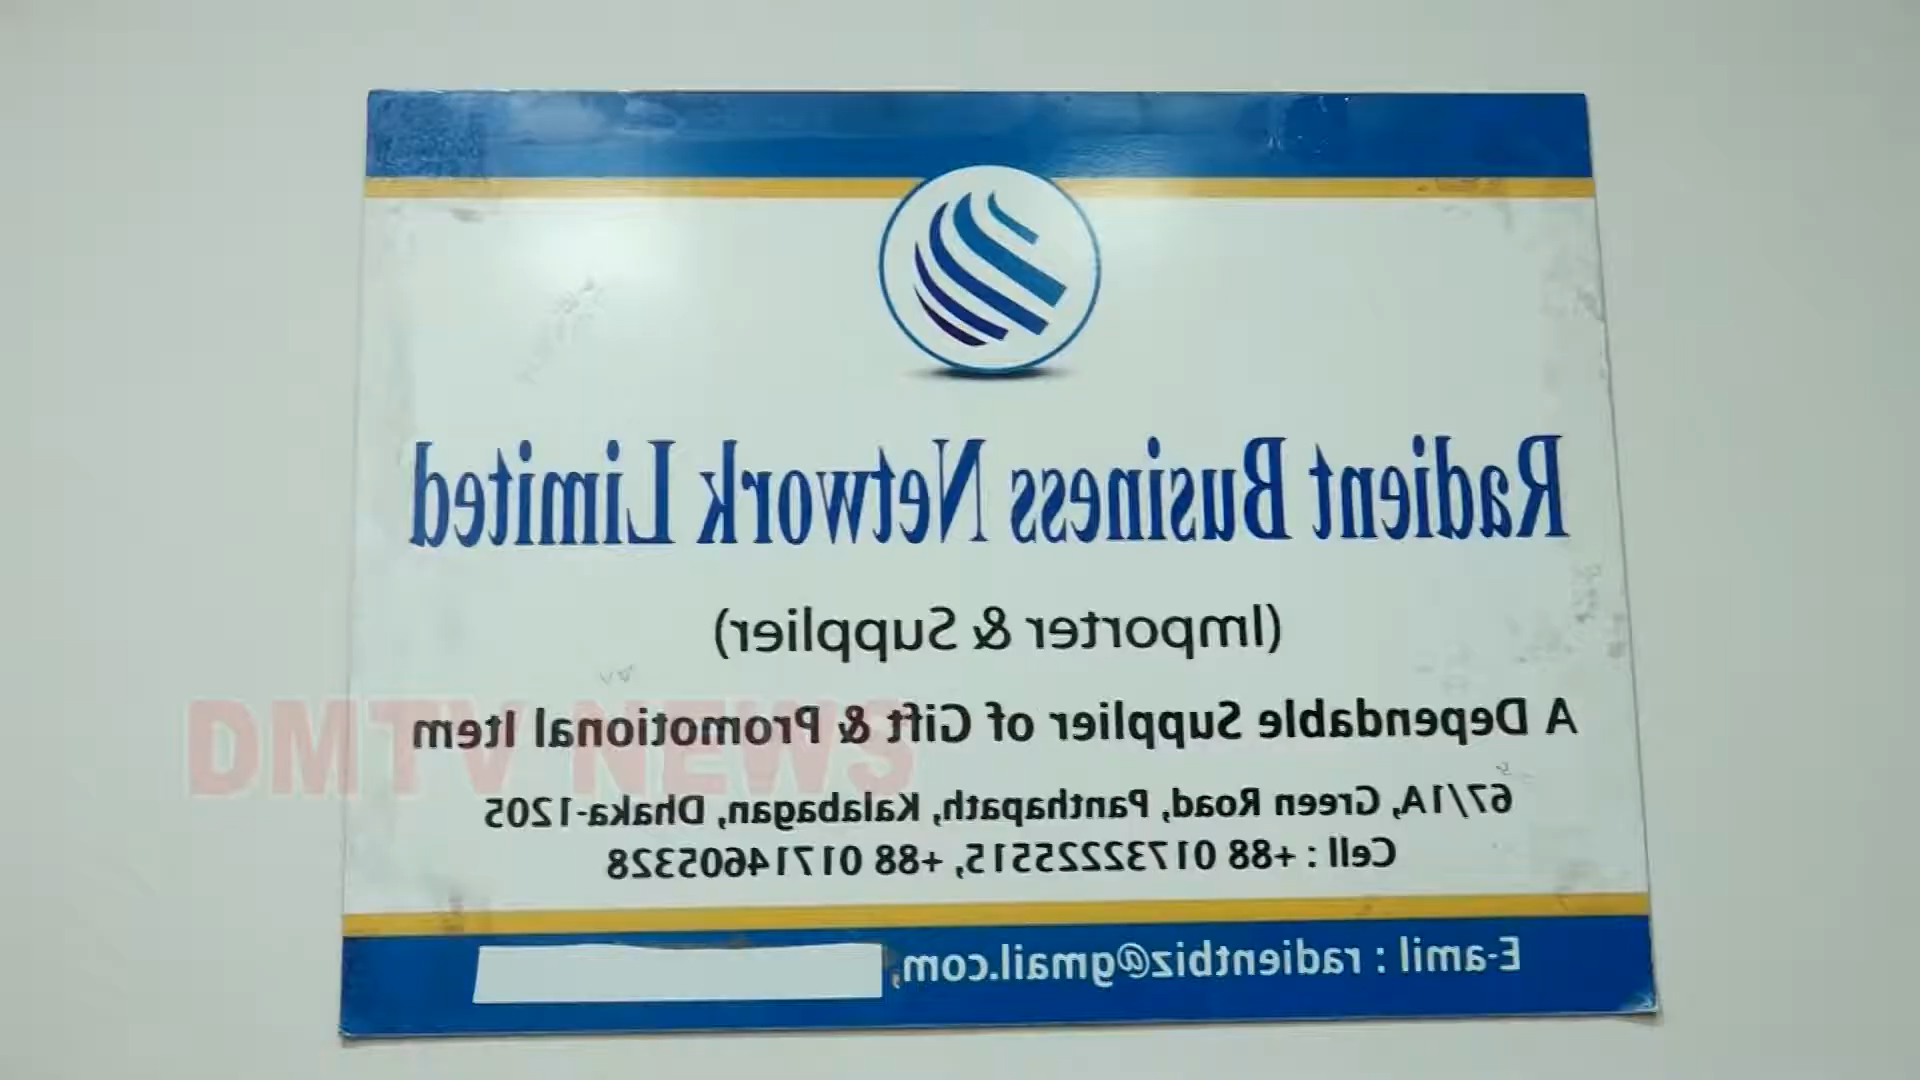 Radient Business Network Limited
(Importer & Supplier)
A Dependable Supplier of Gift & Promotional Item
67/1A, Green Road, Panthapath, Kalabagan, Dhaka-1205
Cell : +88 01732225515, +88 01714605328
E-amil : radientbiz@gmail.com,
DMTV NEWS